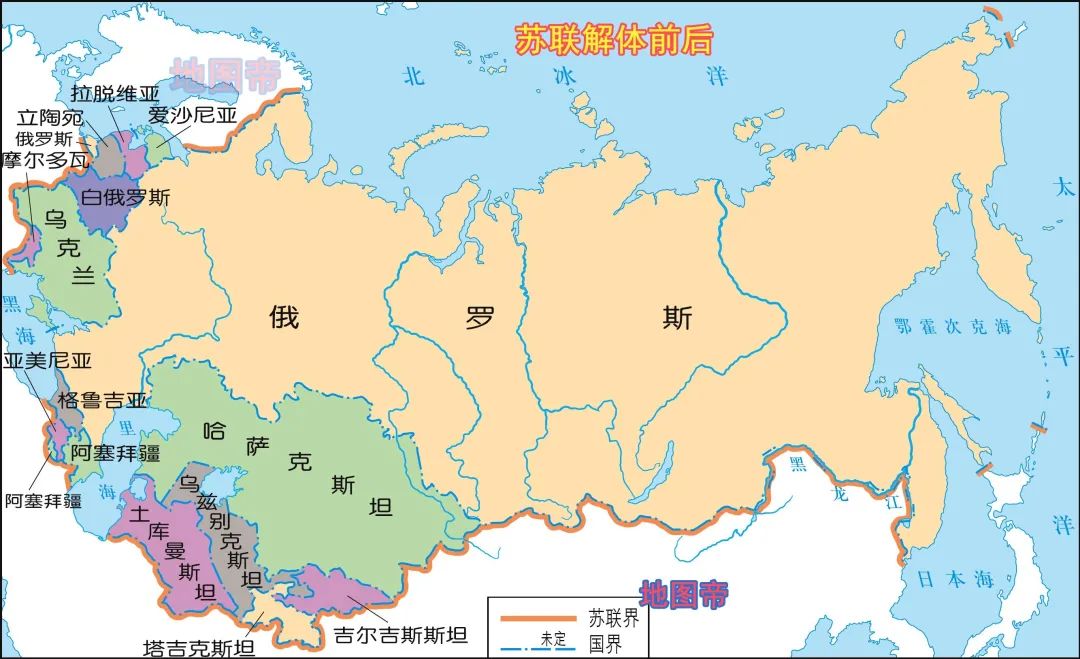 苏联解体前后
地图帝
北冰洋
拉脱维亚
立陶宛
爱沙尼亚
俄罗斯
摩尔多瓦
白俄罗斯
乌克兰
太平洋
俄罗斯
黑海
鄂霍次克海
亚美尼亚
格鲁吉亚
里海
阿塞拜疆
阿塞拜疆
哈萨克斯坦
乌兹别克斯坦
土库曼斯坦
黑龙江
日本海
塔吉克斯坦
吉尔吉斯斯坦
地图帝
苏联界
未定
国界